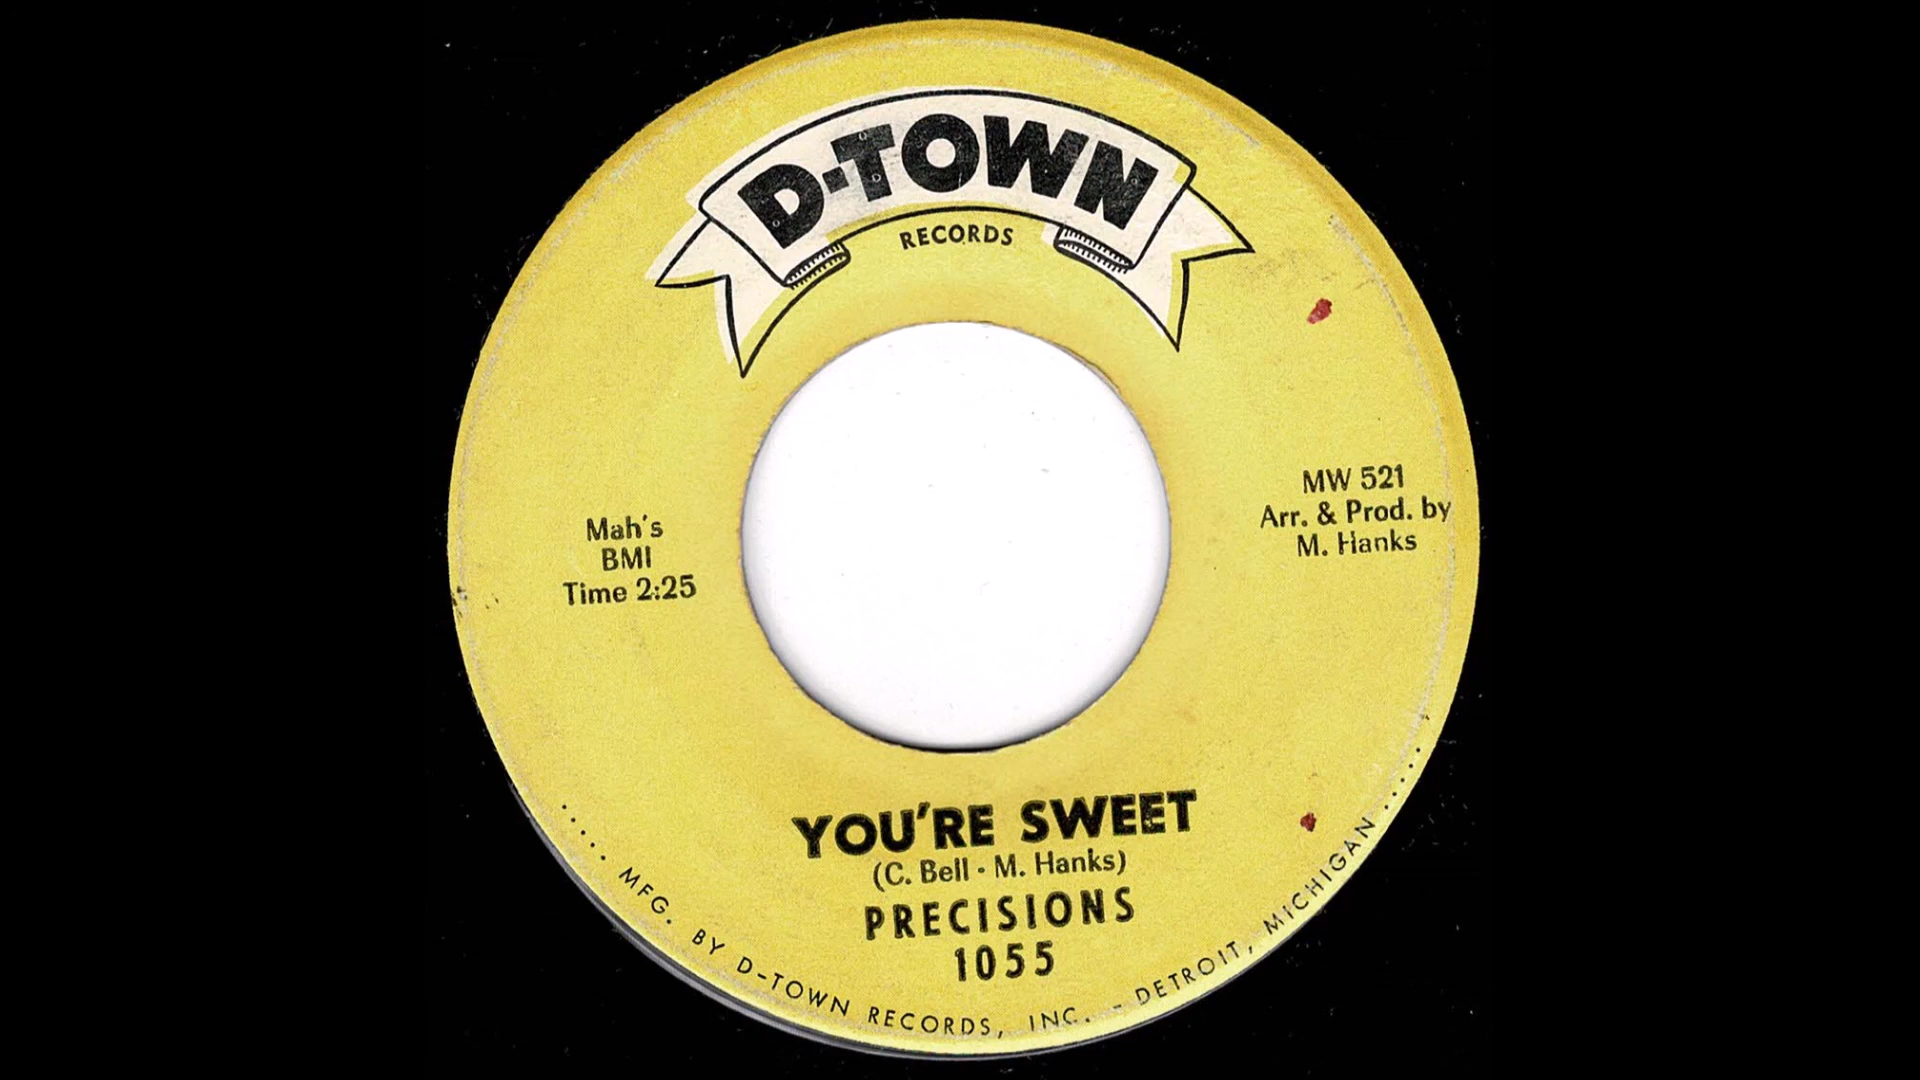 D-TOWN
RECORDS
Mah's
BMI
Time 2:25
MW 521
Arr. & Prod. by
M. Hanks
YOU'RE SWEET
(C. Bell · M. Hanks)
PRECISIONS
1055
..... MFG. BY D-TOWN RECORDS, INC. - DETROIT, MICHIGAN .....